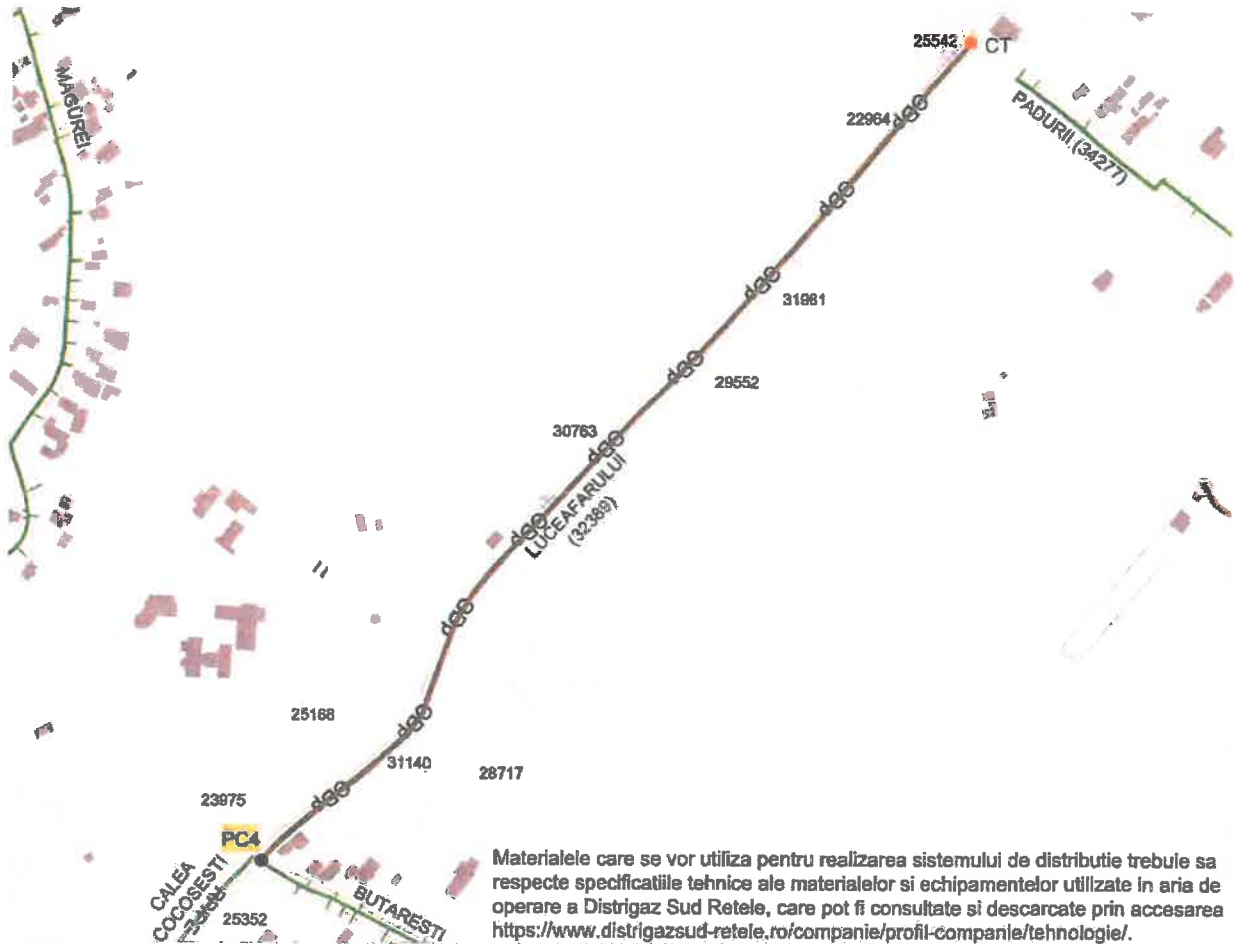 25542
CT
MAGUREI
22964
PADURII (34277)
31981
29552
30763
LUCEAFARULUI
(32389)
25168
31140
28717
23975
PC4
CALEA
COCOSESTI
BUTARESTI
25352
Materialele care se vor utiliza pentru realizarea sistemului de distributie trebuie sa
respecte specificatiile tehnice ale materialelor si echipamentelor utilizate in aria de
operare a Distrigaz Sud Retele, care pot fi consultate si descarcate prin accesarea
https://www.distrigazsud-retele.ro/companie/profil-companie/tehnologie/.